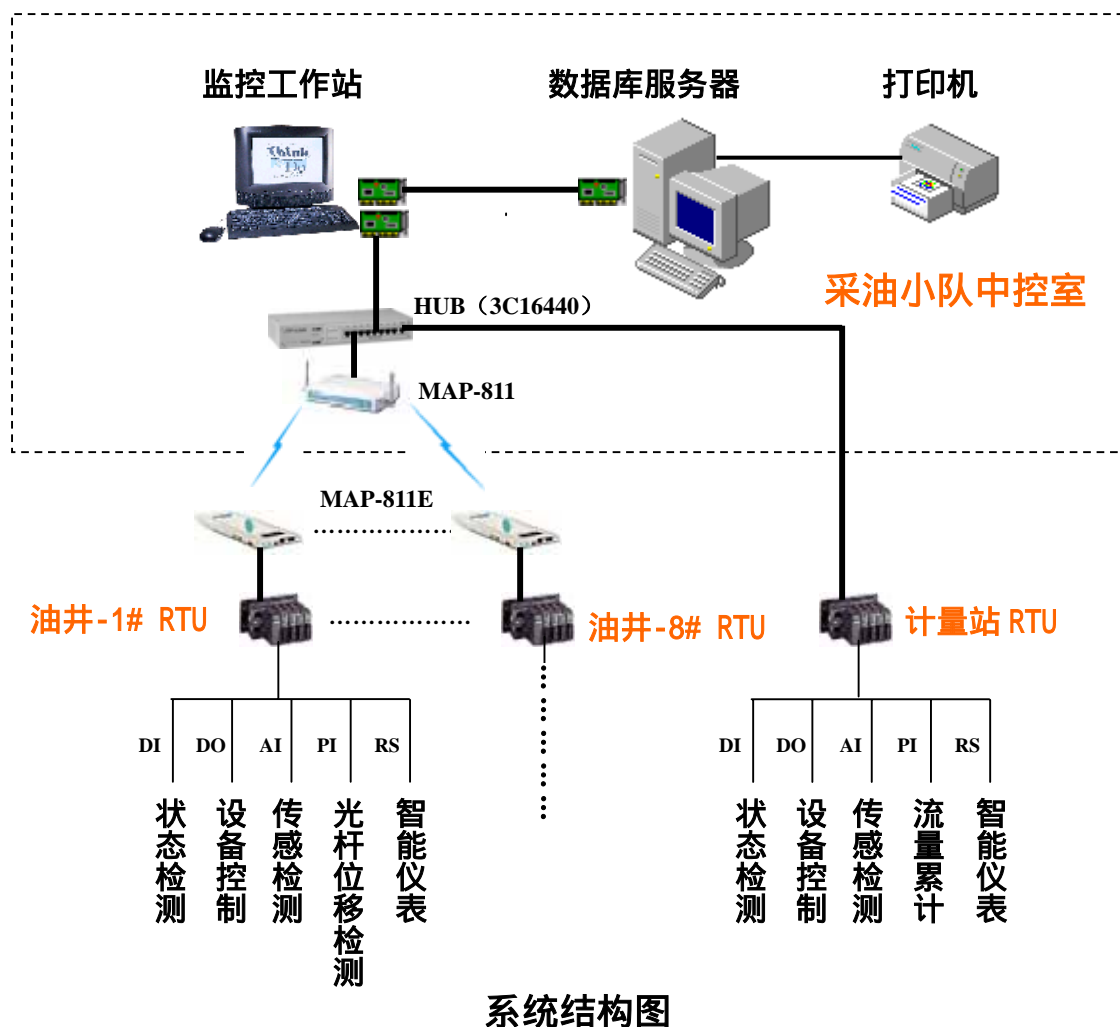 监控工作站
数据库服务器
打印机
Think
& Do
采油小队中控室
HUB（3C16440）
MAP-811
MAP-811E
油井-1# RTU
油井-8# RTU
计量站 RTU
DI
DO
AI
PI
RS
DI
DO
AI
PI
RS
状态检测
设备控制
传感检测
光杆位移检测
智能仪表
状态检测
设备控制
传感检测
流量累计
智能仪表
系统结构图